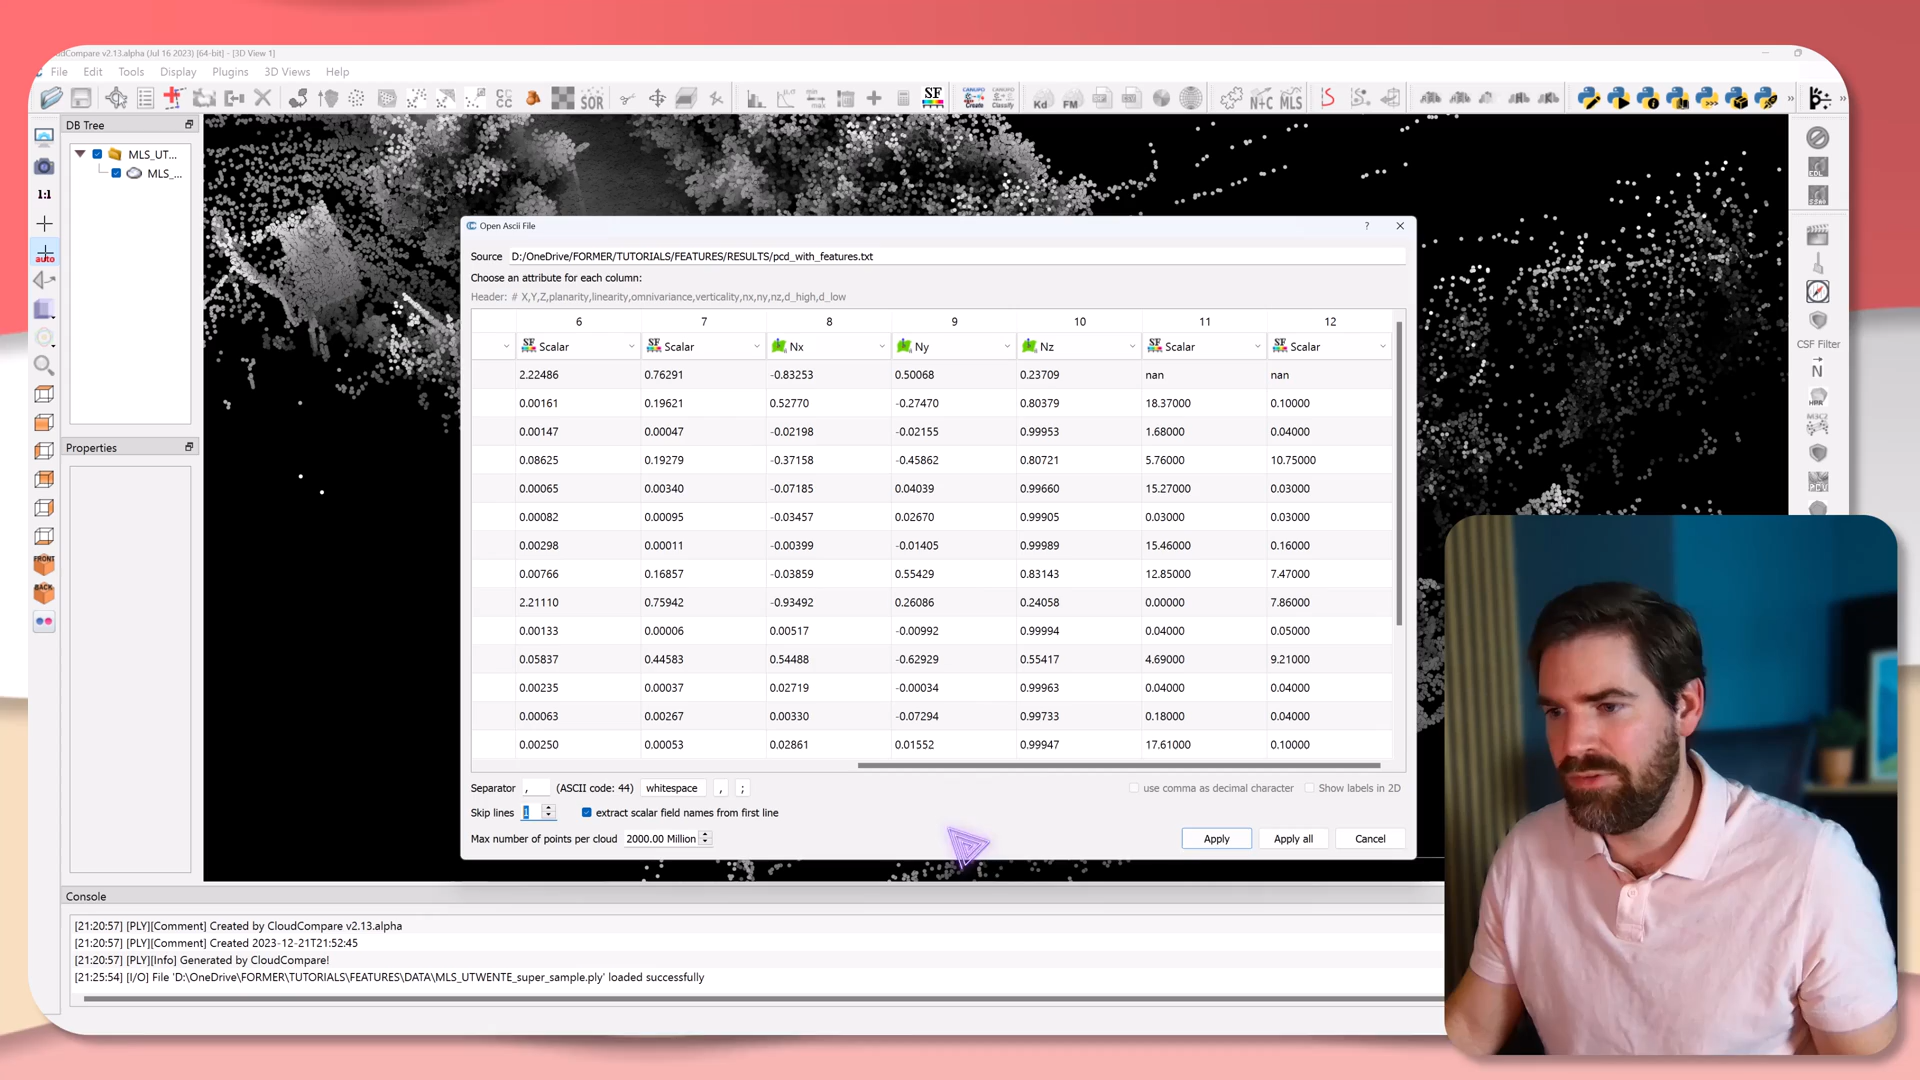 dCompare v2.13.alpha (Jul 16 2023) [64-bit] - [3D View 1]
File Edit Tools Display Plugins 3D Views Help
SOR SF Kd FM N+C MLS
DB Tree
MLS_UT...
MLS_...
1:1
auto
Properties
FRONT
BACK
CSF Filter
N
Open Ascii File
Source D:/OneDrive/FORMER/TUTORIALS/FEATURES/RESULTS/pcd_with_features.txt
Choose an attribute for each column:
Header: # X,Y,Z,planarity,linearity,omnivariance,verticality,nx,ny,nz,d_high,d_low
6 7 8 9 10 11 12
SF Scalar SF Scalar Nx Ny Nz SF Scalar SF Scalar
2.22486 0.76291 -0.83253 0.50068 0.23709 nan nan
0.00161 0.19621 0.52770 -0.27470 0.80379 18.37000 0.10000
0.00147 0.00047 -0.02198 -0.02155 0.99953 1.68000 0.04000
0.08625 0.19279 -0.37158 -0.45862 0.80721 5.76000 10.75000
0.00065 0.00340 -0.07185 0.04039 0.99660 15.27000 0.03000
0.00082 0.00095 -0.03457 0.02670 0.99905 0.03000 0.03000
0.00298 0.00011 -0.00399 -0.01405 0.99989 15.46000 0.16000
0.00766 0.16857 -0.03859 0.55429 0.83143 12.85000 7.47000
2.21110 0.75942 -0.93492 0.26086 0.24058 0.00000 7.86000
0.00133 0.00006 0.00517 -0.00992 0.99994 0.04000 0.05000
0.05837 0.44583 0.54488 -0.62929 0.55417 4.69000 9.21000
0.00235 0.00037 0.02719 -0.00034 0.99963 0.04000 0.04000
0.00063 0.00267 0.00330 -0.07294 0.99733 0.18000 0.04000
0.00250 0.00053 0.02861 0.01552 0.99947 17.61000 0.10000
Separator , (ASCII code: 44) whitespace , ; use comma as decimal character Show labels in 2D
Skip lines 1 extract scalar field names from first line
Max number of points per cloud 2000.00 Million Apply Apply all Cancel
Console
[21:20:57] [PLY][Comment] Created by CloudCompare v2.13.alpha
[21:20:57] [PLY][Comment] Created 2023-12-21T21:52:45
[21:20:57] [PLY][Info] Generated by CloudCompare!
[21:25:54] [I/O] File 'D:\OneDrive\FORMER\TUTORIALS\FEATURES\DATA\MLS_UTWENTE_super_sample.ply' loaded successfully